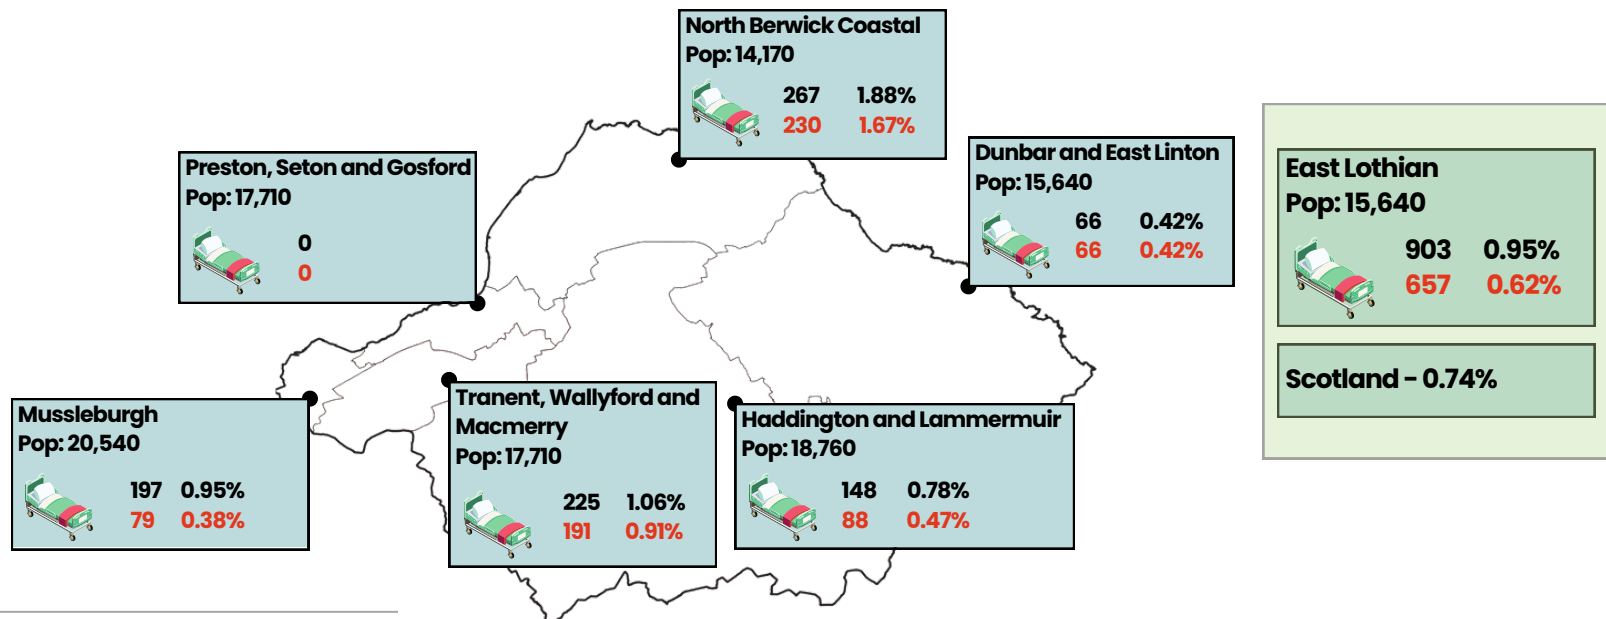 North Berwick Coastal
Pop: 14,170
267 1.88%
230 1.67%
Preston, Seton and Gosford
Pop: 17,710
0
0
Dunbar and East Linton
Pop: 15,640
66 0.42%
66 0.42%
East Lothian
Pop: 15,640
903 0.95%
657 0.62%
Scotland - 0.74%
Mussleburgh
Pop: 20,540
197 0.95%
79 0.38%
Tranent, Wallyford and
Macmerry
Pop: 17,710
225 1.06%
191 0.91%
Haddington and Lammermuir
Pop: 18,760
148 0.78%
88 0.47%